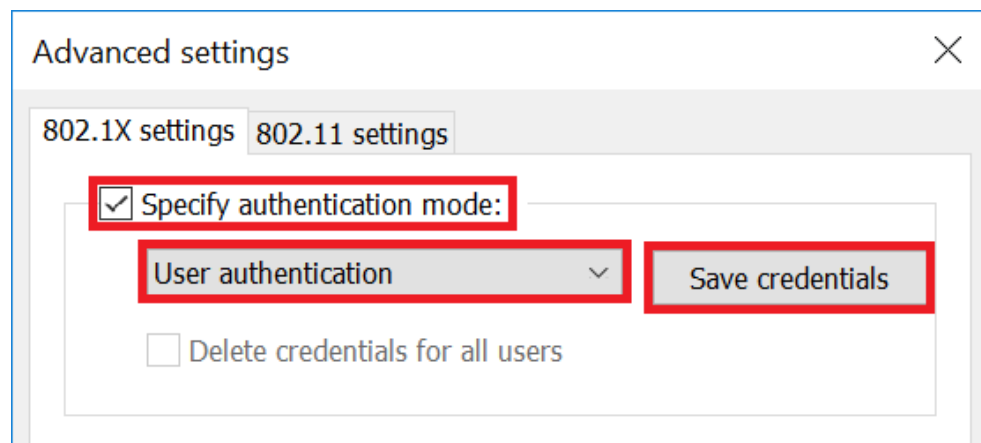 Advanced settings
802.1X settings 802.11 settings
Specify authentication mode:
User authentication Save credentials
Delete credentials for all users